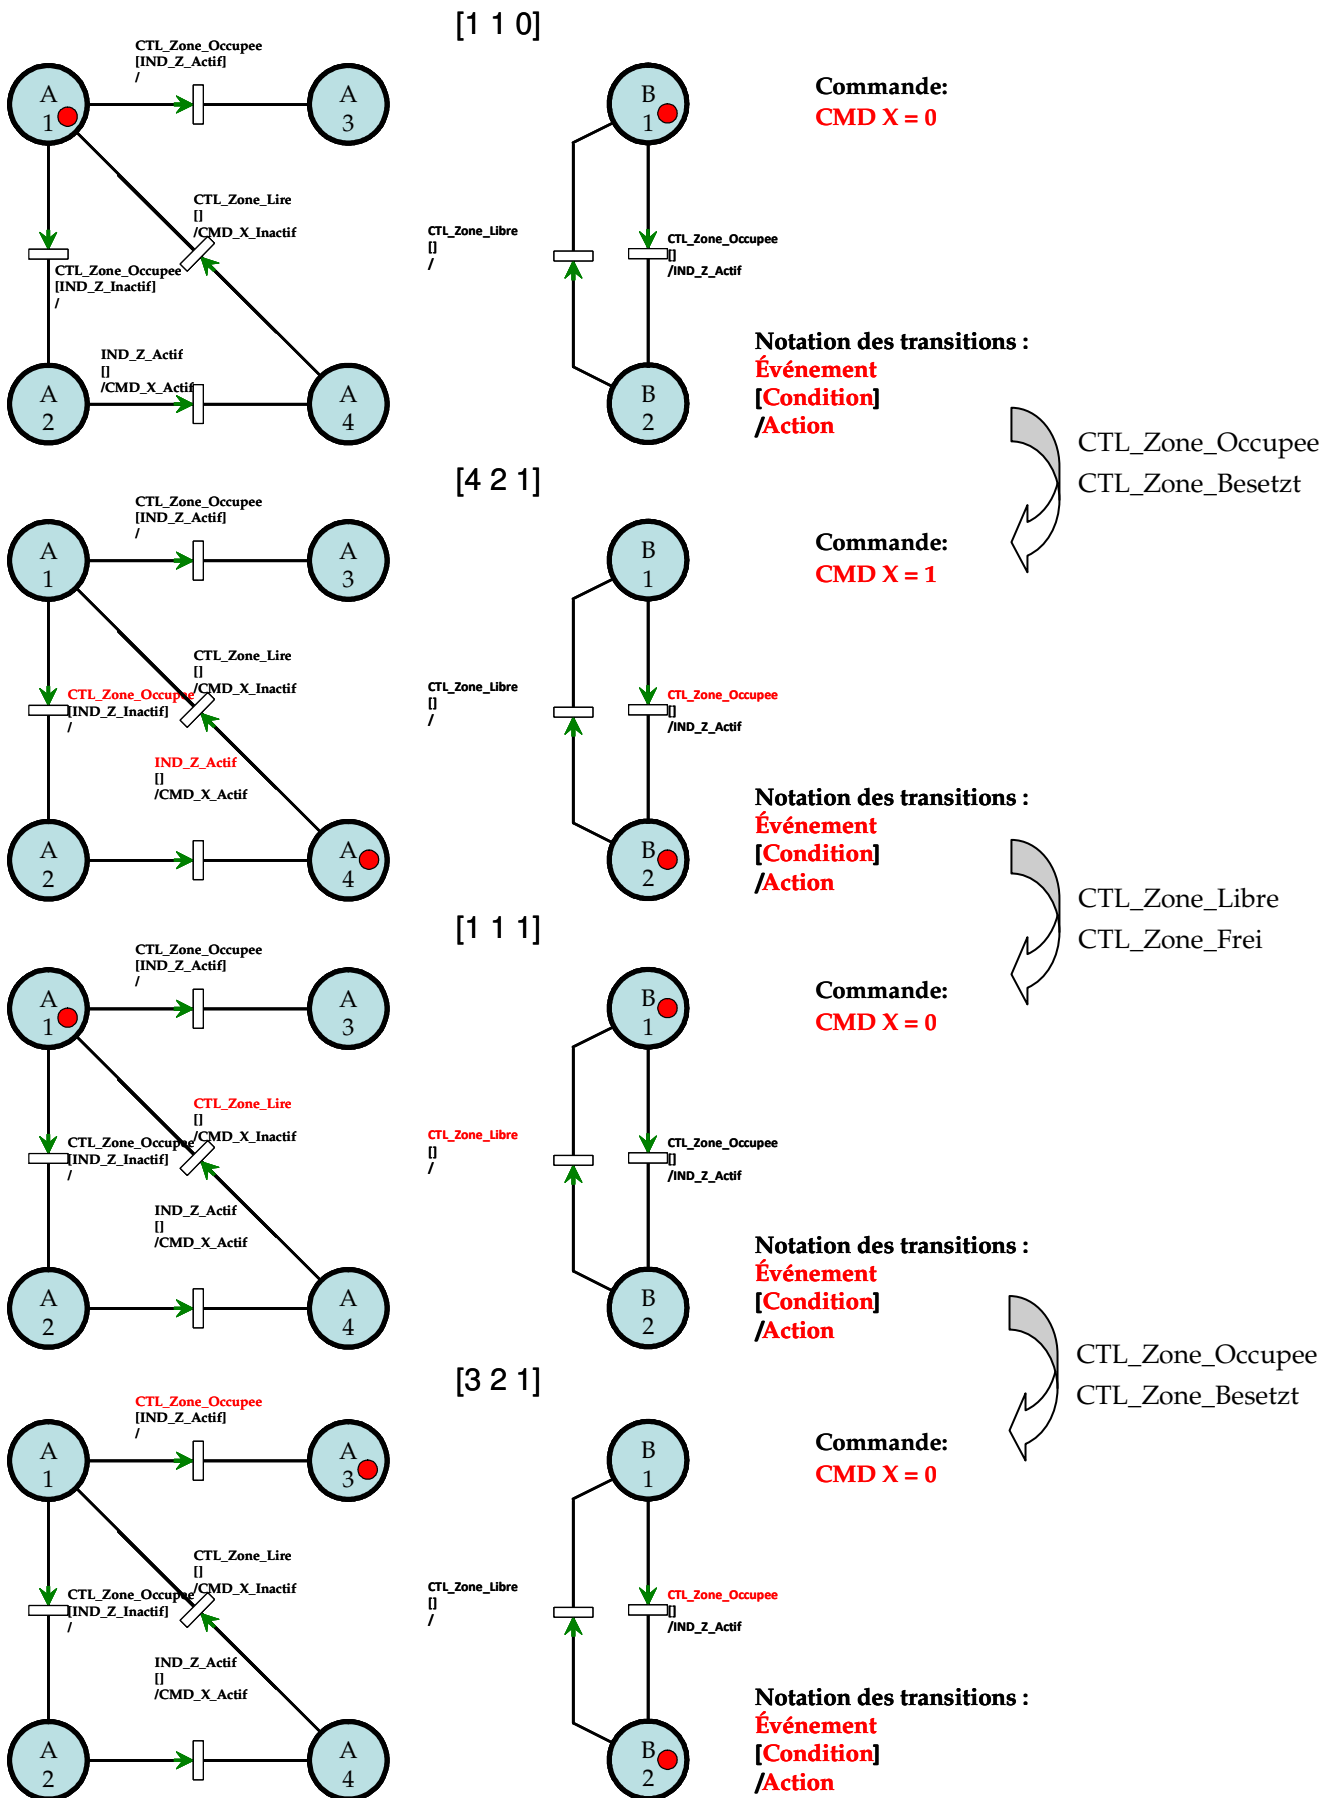 [1 1 0]
CTL_Zone_Occupee
[IND_Z_Actif]
/
A
1
A
3
B
1
Commande:
CMD X = 0
CTL_Zone_Lire
[]
/CMD_X_Inactif
CTL_Zone_Libre
[]
/
CTL_Zone_Occupee
[]
/IND_Z_Actif
CTL_Zone_Occupee
[IND_Z_Inactif]
/
IND_Z_Actif
[]
/CMD_X_Actif
A
2
A
4
B
2
Notation des transitions :
Événement
[Condition]
/Action
CTL_Zone_Occupee
CTL_Zone_Besetzt
[4 2 1]
CTL_Zone_Occupee
[IND_Z_Actif]
/
A
1
A
3
B
1
Commande:
CMD X = 1
CTL_Zone_Lire
[]
/CMD_X_Inactif
CTL_Zone_Occupee
[IND_Z_Inactif]
/
CTL_Zone_Libre
[]
/
CTL_Zone_Occupee
[]
/IND_Z_Actif
IND_Z_Actif
[]
/CMD_X_Actif
A
2
A
4
B
2
Notation des transitions :
Événement
[Condition]
/Action
CTL_Zone_Libre
CTL_Zone_Frei
[1 1 1]
CTL_Zone_Occupee
[IND_Z_Actif]
/
A
1
A
3
B
1
Commande:
CMD X = 0
CTL_Zone_Lire
[]
/CMD_X_Inactif
CTL_Zone_Occupee
[IND_Z_Inactif]
/
CTL_Zone_Libre
[]
/
CTL_Zone_Occupee
[]
/IND_Z_Actif
IND_Z_Actif
[]
/CMD_X_Actif
A
2
A
4
B
2
Notation des transitions :
Événement
[Condition]
/Action
CTL_Zone_Occupee
CTL_Zone_Besetzt
[3 2 1]
CTL_Zone_Occupee
[IND_Z_Actif]
/
A
1
A
3
B
1
Commande:
CMD X = 0
CTL_Zone_Lire
[]
/CMD_X_Inactif
CTL_Zone_Occupee
[IND_Z_Inactif]
/
CTL_Zone_Libre
[]
/
CTL_Zone_Occupee
[]
/IND_Z_Actif
IND_Z_Actif
[]
/CMD_X_Actif
A
2
A
4
B
2
Notation des transitions :
Événement
[Condition]
/Action